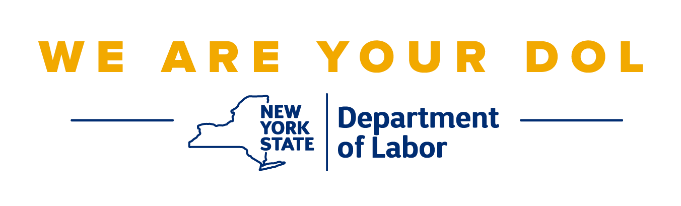 WE ARE YOUR DOL
NEW
YORK
STATE
Department
of Labor